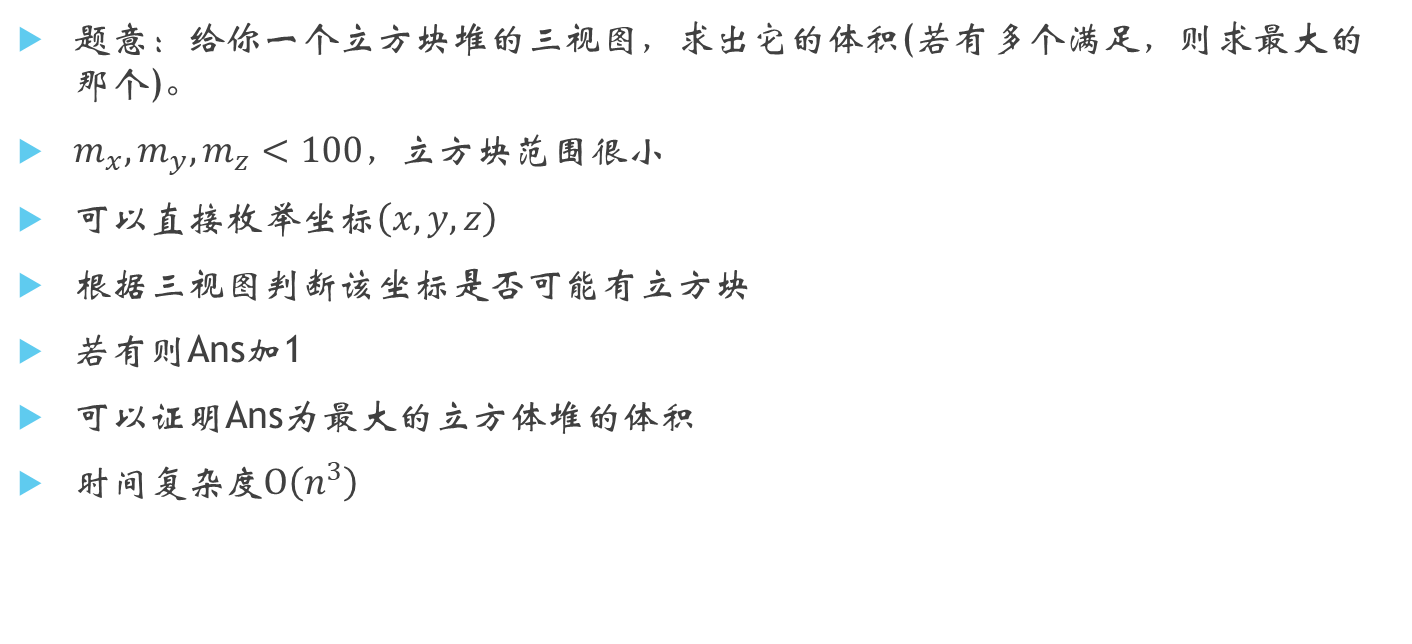 题意：给你一个立方块堆的三视图，求出它的体积(若有多个满足，则求最大的
那个)。
$m_x, m_y, m_z < 100$，立方块范围很小
可以直接枚举坐标$(x, y, z)$
根据三视图判断该坐标是否可能有立方块
若有则Ans加1
可以证明Ans为最大的立方体堆的体积
时间复杂度O$(n^3)$